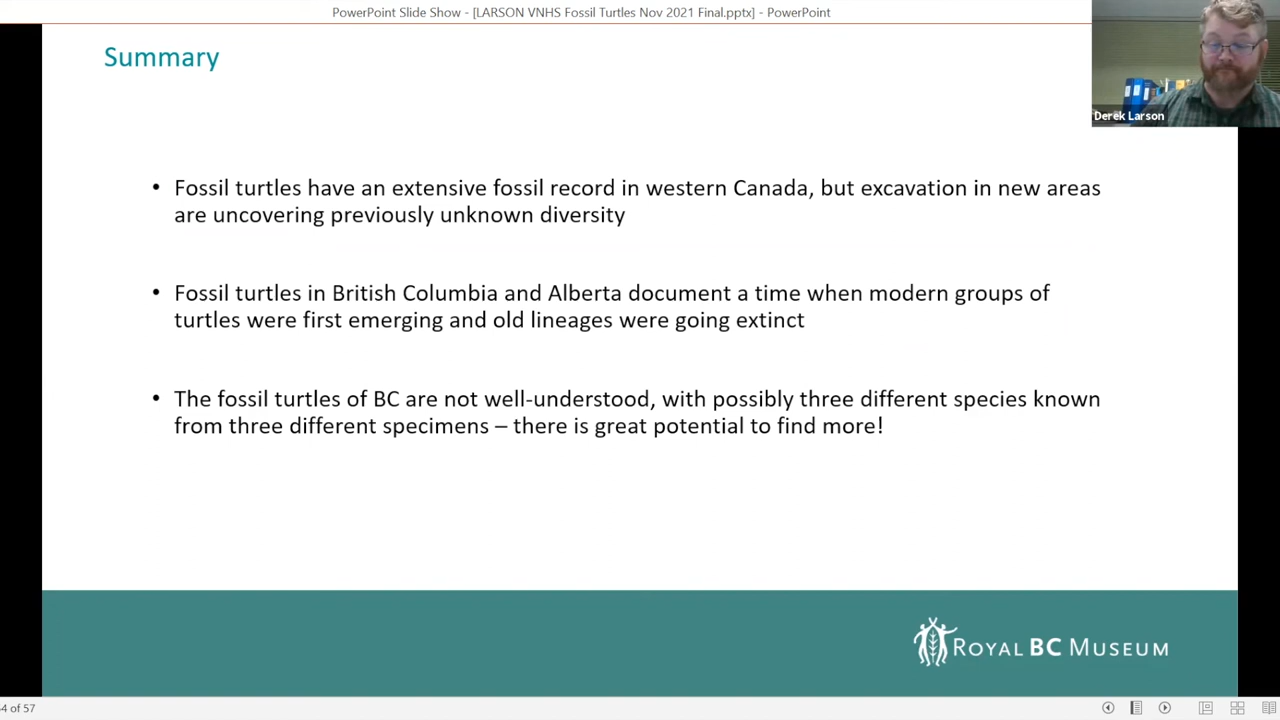 PowerPoint Slide Show - [LARSON VNHS Fossil Turtles Nov 2021 Final.pptx] - PowerPoint
Summary
Derek Larson
• Fossil turtles have an extensive fossil record in western Canada, but excavation in new areas
are uncovering previously unknown diversity
• Fossil turtles in British Columbia and Alberta document a time when modern groups of
turtles were first emerging and old lineages were going extinct
• The fossil turtles of BC are not well-understood, with possibly three different species known
from three different specimens – there is great potential to find more!
ROYAL BC MUSEUM
4 of 57